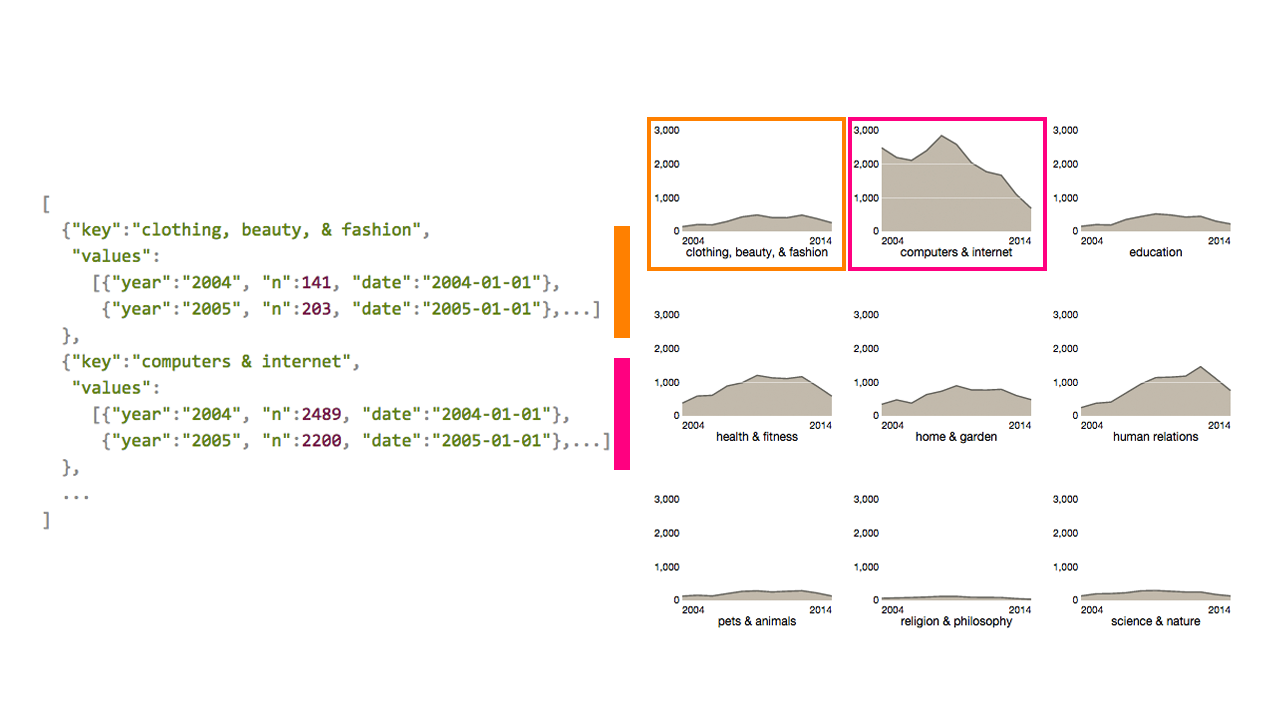 [
{"key":"clothing, beauty, & fashion",
"values":
[{"year":"2004", "n":141, "date":"2004-01-01"},
{"year":"2005", "n":203, "date":"2005-01-01"},...]
},
{"key":"computers & internet",
"values":
[{"year":"2004", "n":2489, "date":"2004-01-01"},
{"year":"2005", "n":2200, "date":"2005-01-01"},...]
},
...
]
3,000
2,000
1,000
0
2004 2014
clothing, beauty, & fashion
3,000
2,000
1,000
0
2004 2014
computers & internet
3,000
2,000
1,000
0
2004 2014
education
3,000
2,000
1,000
0
2004 2014
health & fitness
3,000
2,000
1,000
0
2004 2014
home & garden
3,000
2,000
1,000
0
2004 2014
human relations
3,000
2,000
1,000
0
2004 2014
pets & animals
3,000
2,000
1,000
0
2004 2014
religion & philosophy
3,000
2,000
1,000
0
2004 2014
science & nature